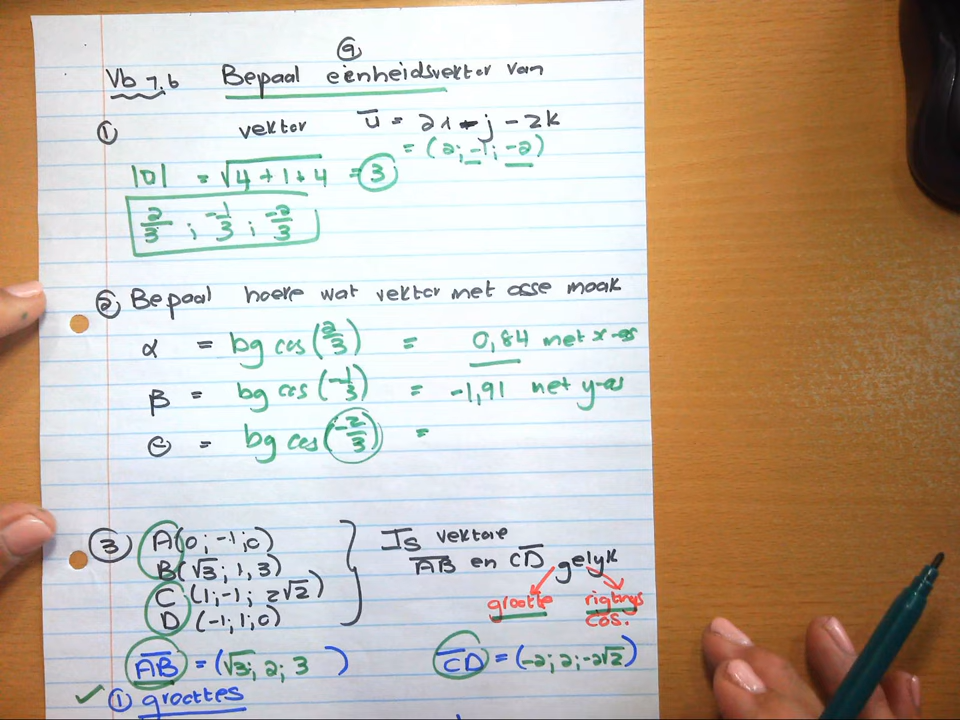 (9)
Vb 7.6 Bepaal eenheidsvektor van
① vektor u̅ = 2i - j - 2k
= (2; -1; -2)
|υ| = √4 + 1 + 4 = 3
2/3 ; -1/3 ; -2/3
② Bepaal hoeke wat vektor met asse maak
α = bg cos (2/3) = 0,84 met x-as
β = bg cos (-1/3) = -1,91 met y-as
Θ = bg cos (-2/3) =
③ A(0; -1; 0)
B(√3; 1, 3)
C (1; -1; 2√2)
D (-1; 1; 0)
Is vektore
A̅B̅ en C̅D̅ gelyk
grootte rigtings
cos.
A̅B̅ = (√3; 2; 3 ) C̅D̅ = (-2; 2; -2√2)
✓ ① groottes